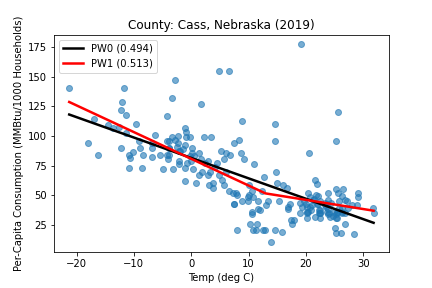 County: Cass, Nebraska (2019)
Per-Capita Consumption (MMBtu/1000 Households)
175
150
125
100
75
50
25
PW0 (0.494)
PW1 (0.513)
−20 −10 0 10 20 30
Temp (deg C)